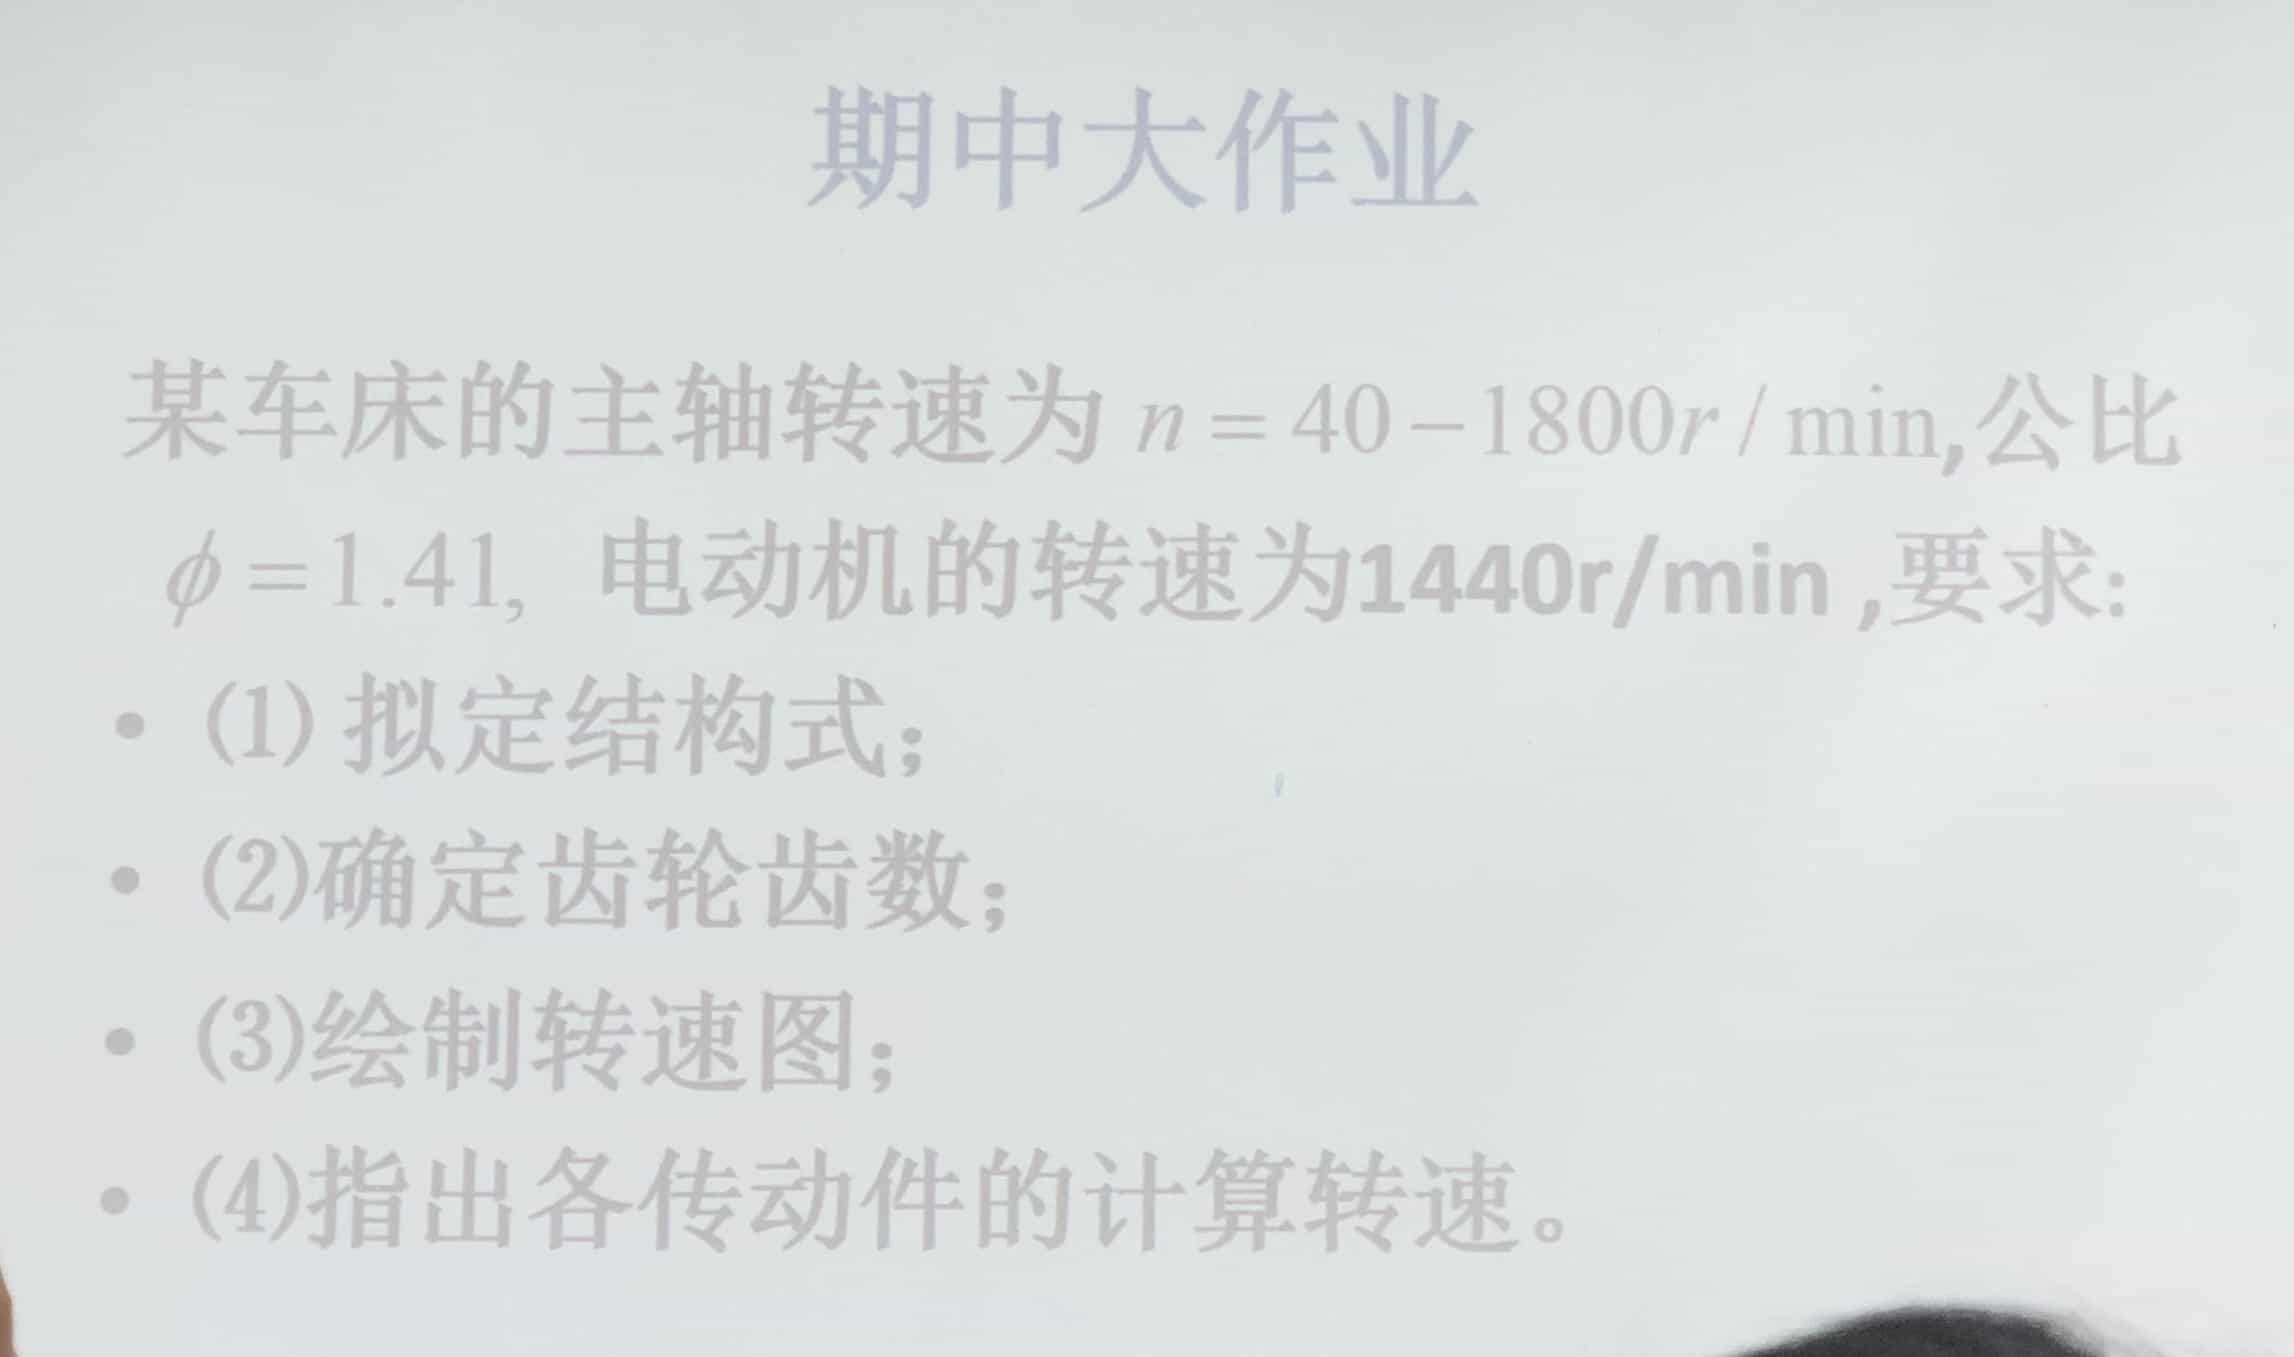 期中大作业
某车床的主轴转速为 n = 40 – 1800r / min,公比
ϕ = 1.41, 电动机的转速为1440r/min ,要求:
• (1) 拟定结构式；
• (2)确定齿轮齿数；
• (3)绘制转速图；
• (4)指出各传动件的计算转速。